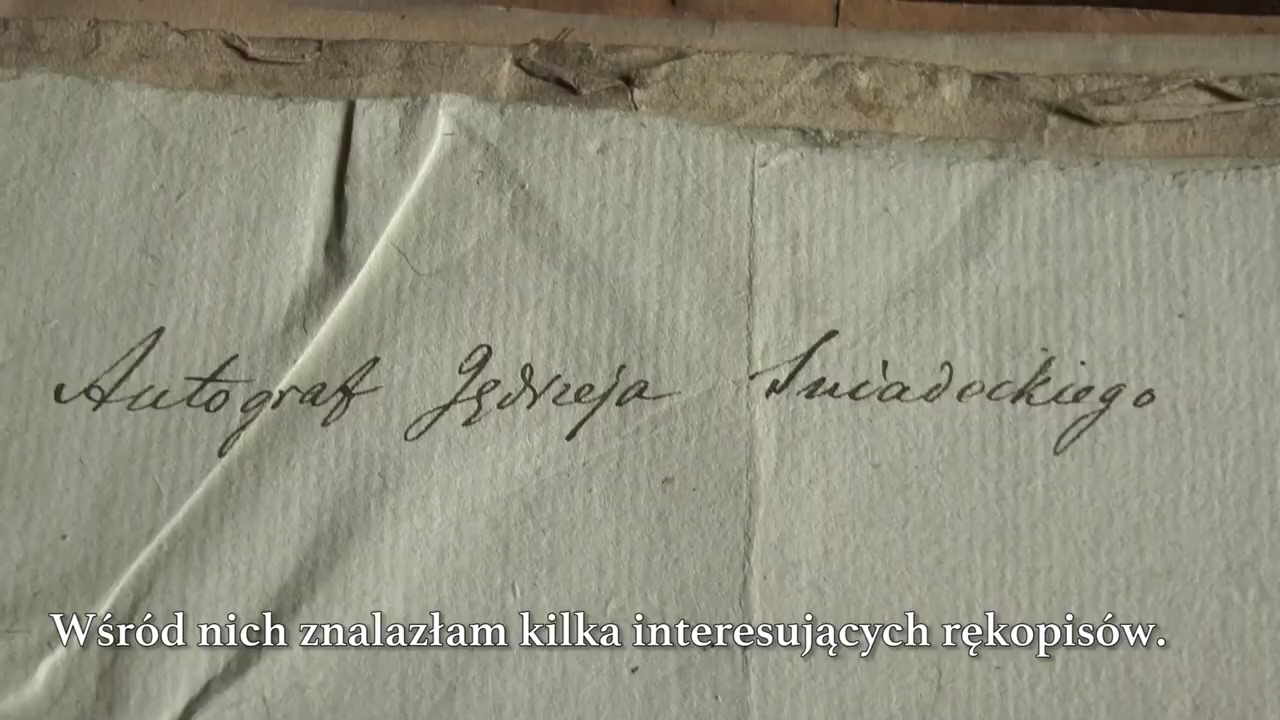 Autograf Jędrzeja Śniadeckiego
Wśród nich znalazłam kilka interesujących rękopisów.